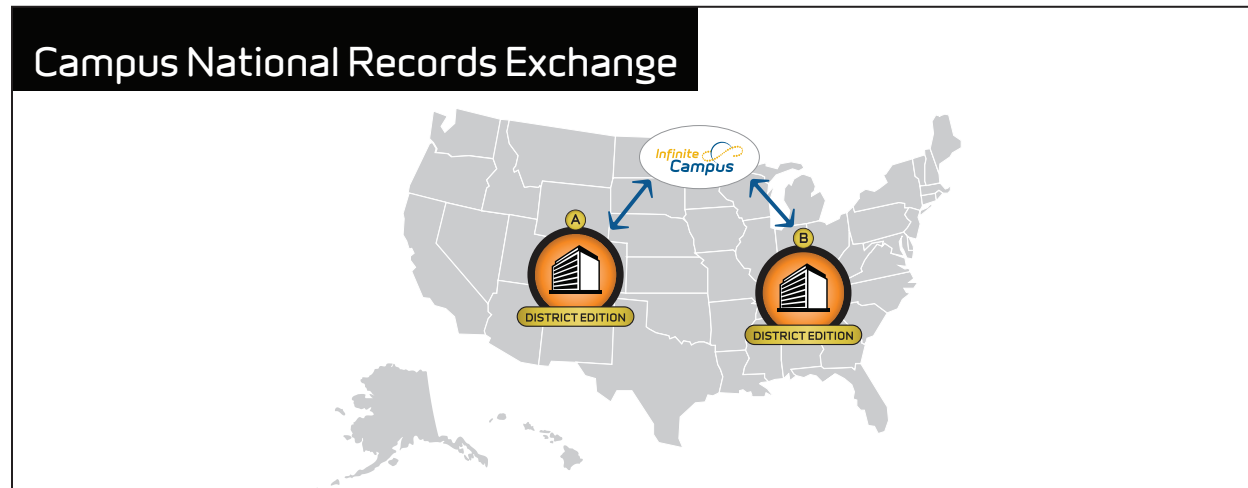 Campus National Records Exchange
Infinite
Campus
A
B
DISTRICT EDITION
DISTRICT EDITION